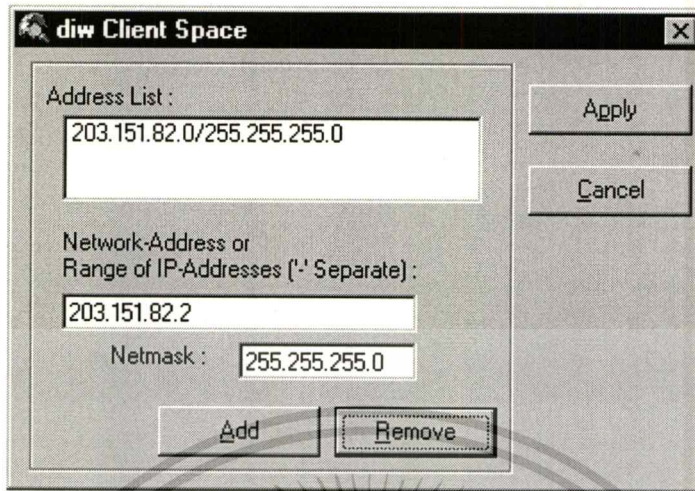 diw Client Space
Address List :
203.151.82.0/255.255.255.0
Apply
Cancel
Network-Address or
Range of IP-Addresses ('-' Separate) :
203.151.82.2
Netmask :
255.255.255.0
Add
Remove